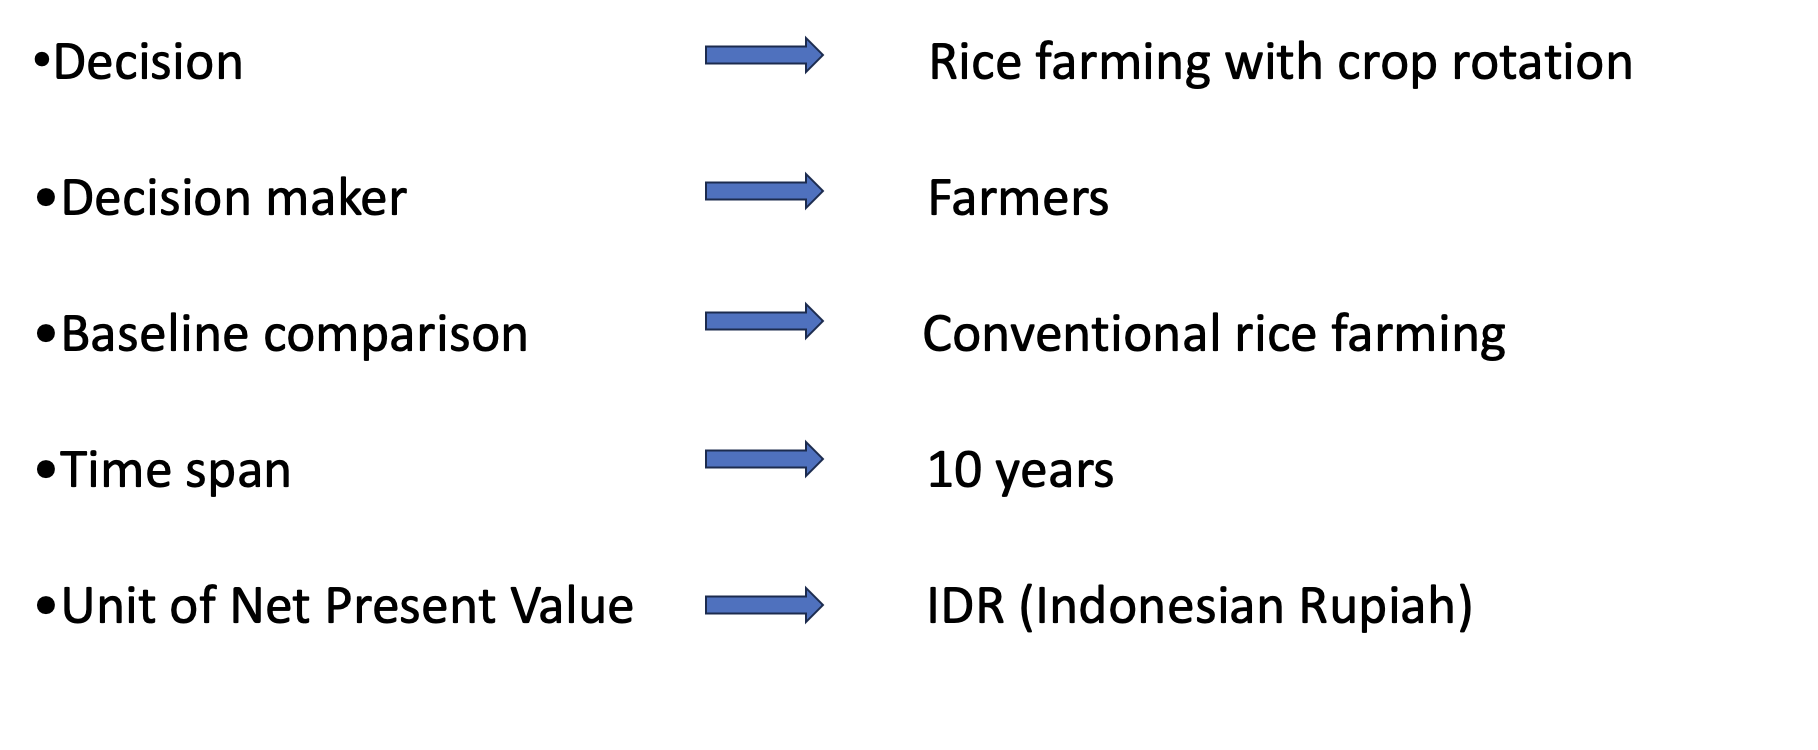 •Decision Rice farming with crop rotation
•Decision maker Farmers
•Baseline comparison Conventional rice farming
•Time span 10 years
•Unit of Net Present Value IDR (Indonesian Rupiah)